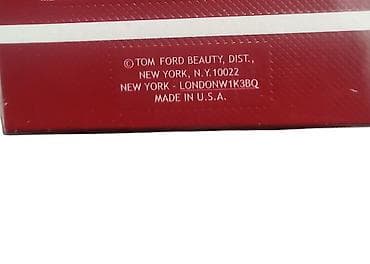 © TOM FORD BEAUTY, DIST.,
NEW YORK, N.Y.10022
NEW YORK - LONDONW1K3BQ
MADE IN U.S.A.